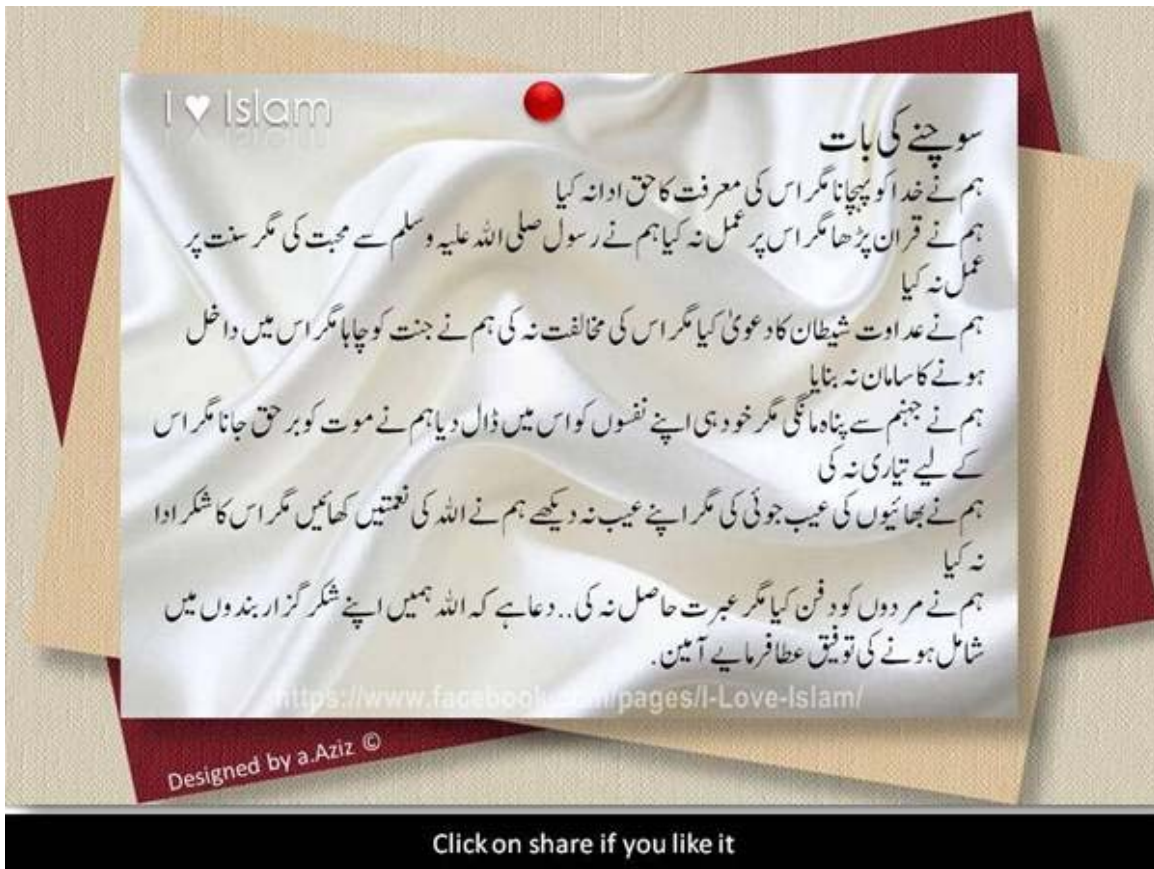 I ♥ Islam
سوچنے کی بات
ہم نے خدا کو پہچانا مگر اس کی معرفت کا حق ادا نہ کیا
ہم نے قران پڑھا مگر اس پر عمل نہ کیا ہم نے رسول صلی اللہ علیہ وسلم سے محبت کی مگر سنت پر
عمل نہ کیا
ہم نے عداوت شیطان کا دعویٰ کیا مگر اس کی مخالفت نہ کی ہم نے جنت کو چاہا مگر اس میں داخل
ہونے کا سامان نہ بنایا
ہم نے جہنم سے پناہ مانگی مگر خود ہی اپنے نفسوں کو اس میں ڈال دیا ہم نے موت کو برحق جانا مگر اس
کے لیے تیاری نہ کی
ہم نے بھائیوں کی عیب جوئی کی مگر اپنے عیب نہ دیکھے ہم نے اللہ کی نعمتیں کھائیں مگر اس کا شکر ادا
نہ کیا
ہم نے مردوں کو دفن کیا مگر عبرت حاصل نہ کی.. دعا ہے کہ اللہ ہمیں اپنے شکر گزار بندوں میں
شامل ہونے کی توفیق عطا فرمایے آمین.
https://www.facebook.com/pages/I-Love-Islam/
Designed by a.Aziz ©
Click on share if you like it